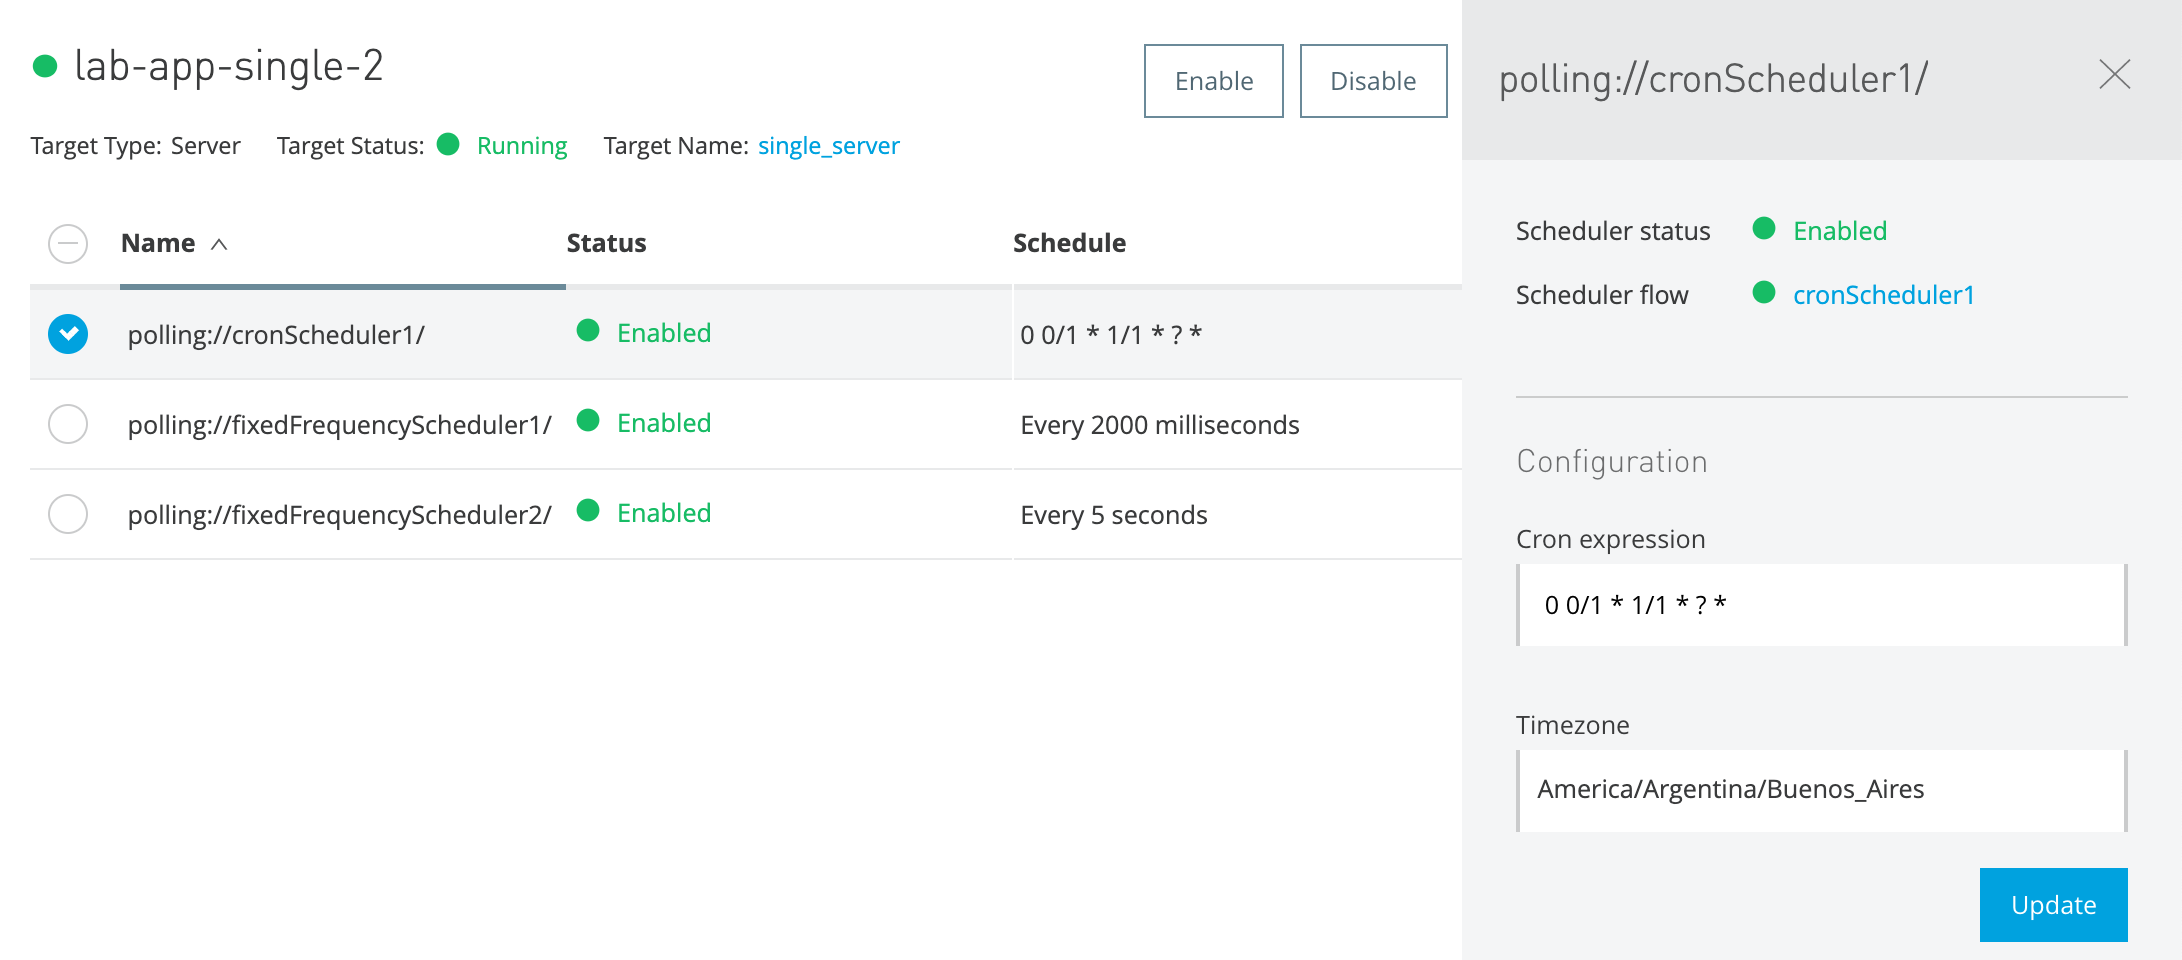 lab-app-single-2
Enable
Disable
Target Type: Server
Target Status: Running
Target Name: single_server
Name Status Schedule
polling://cronScheduler1/ Enabled 0 0/1 * 1/1 * ? *
polling://fixedFrequencyScheduler1/ Enabled Every 2000 milliseconds
polling://fixedFrequencyScheduler2/ Enabled Every 5 seconds
polling://cronScheduler1/
Scheduler status Enabled
Scheduler flow cronScheduler1
Configuration
Cron expression
0 0/1 * 1/1 * ? *
Timezone
America/Argentina/Buenos_Aires
Update